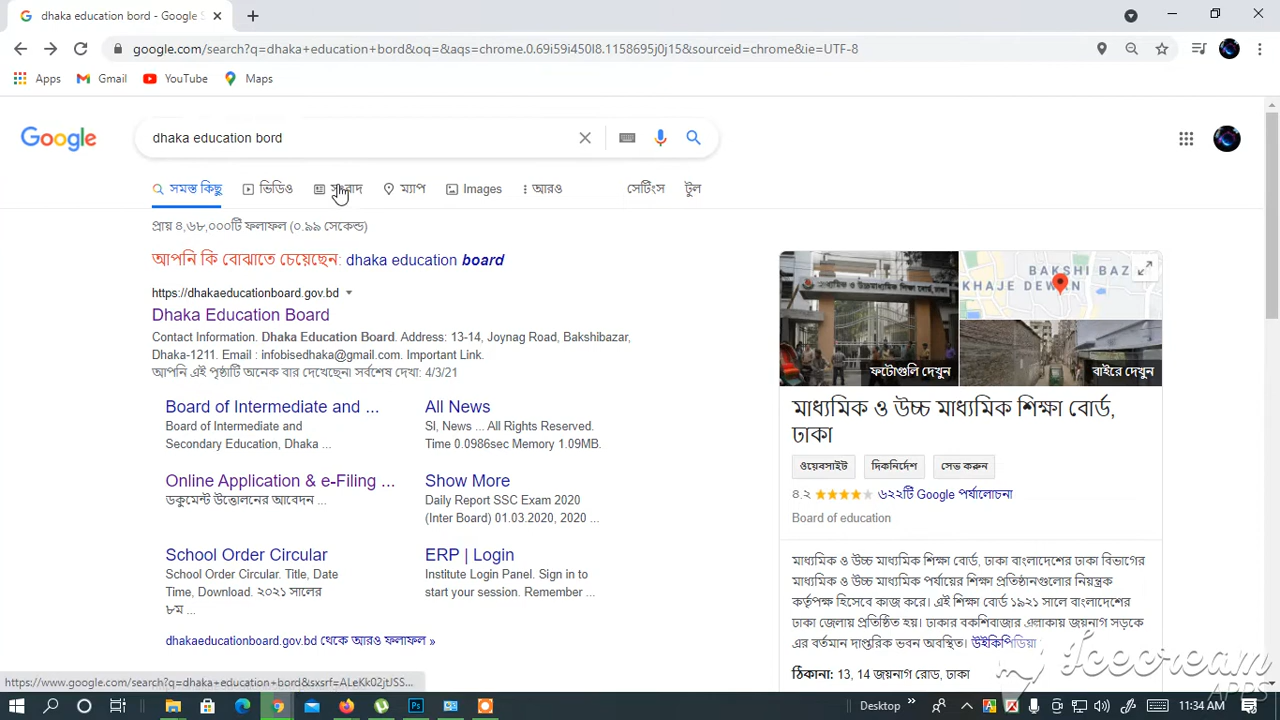 dhaka education bord - Google S
google.com/search?q=dhaka+education+bord&oq=&aqs=chrome.0.69i59i450l8.1158695j0j15&sourceid=chrome&ie=UTF-8
Apps Gmail YouTube Maps
Google
dhaka education bord
সমস্ত কিছু ভিডিও ম্যাপ Images আরও সেটিংস টুল
প্রায় ৪,৬৮,০০০টি ফলাফল (০.৯৯ সেকেন্ড)
আপনি কি বোঝাতে চেয়েছেন: dhaka education board
https://dhakaeducationboard.gov.bd
Dhaka Education Board
Contact Information. Dhaka Education Board. Address: 13-14, Joynag Road, Bakshibazar,
Dhaka-1211. Email : infobisedhaka@gmail.com. Important Link.
আপনি এই পৃষ্ঠাটি অনেক বার দেখেছেন। সর্বশেষ দেখা: 4/3/21
Board of Intermediate and ...
Board of Intermediate and
Secondary Education, Dhaka ...
All News
Sl, News ... All Rights Reserved.
Time 0.0986sec Memory 1.09MB.
Online Application & e-Filing ...
ডকুমেন্ট উত্তোলনের আবেদন ...
Show More
Daily Report SSC Exam 2020
(Inter Board) 01.03.2020, 2020 ...
School Order Circular
School Order Circular. Title, Date
Time, Download. ২০২১ সালের
৮ম ...
ERP | Login
Institute Login Panel. Sign in to
start your session. Remember ...
dhakaeducationboard.gov.bd থেকে আরও ফলাফল »
BAKSHI BAZ
KHAJE DEWAN
ফটোগুলি দেখুন
বাইরে দেখুন
মাধ্যমিক ও উচ্চ মাধ্যমিক শিক্ষা বোর্ড,
ঢাকা
ওয়েবসাইট দিকনির্দেশ সেভ করুন
৪.২ ৬২২টি Google পর্যালোচনা
Board of education
মাধ্যমিক ও উচ্চ মাধ্যমিক শিক্ষা বোর্ড, ঢাকা বাংলাদেশের ঢাকা বিভাগের
মাধ্যমিক ও উচ্চ মাধ্যমিক পর্যায়ের শিক্ষা প্রতিষ্ঠানগুলোর নিয়ন্ত্রক
কর্তৃপক্ষ হিসেবে কাজ করে। এই শিক্ষা বোর্ড ১৯২১ সালে বাংলাদেশের
ঢাকা জেলায় প্রতিষ্ঠিত হয়। ঢাকার বকশিবাজার এলাকায় জয়নাগ সড়কে
এর বর্তমান দাপ্তরিক ভবন অবস্থিত। উইকিপিডিয়া
ঠিকানা: 13, 14 জয়নাগ রোড, ঢাকা
https://www.google.com/search?q=dhaka+education+bord&sxsrf=ALeKk02jtJS5...
Icecream
APPS
Desktop 11:34 AM